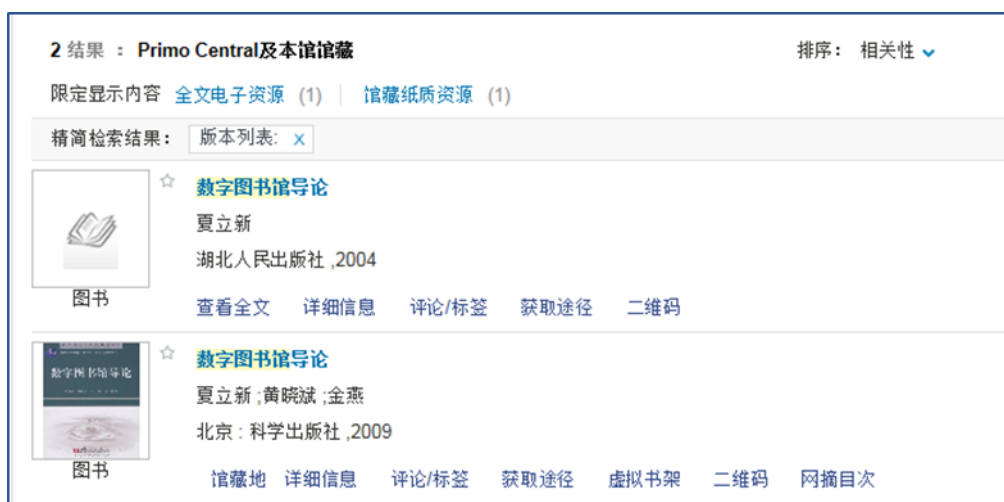 2 结果 : Primo Central及本馆馆藏 排序: 相关性
限定显示内容 全文电子资源 (1) | 馆藏纸质资源 (1)
精简检索结果: 版本列表: x
数字图书馆导论
夏立新
湖北人民出版社 ,2004
图书
查看全文 详细信息 评论/标签 获取途径 二维码
数字图书馆导论
数字图书馆导论
夏立新 ;黄晓斌 ;金燕
北京 : 科学出版社 ,2009
图书
馆藏地 详细信息 评论/标签 获取途径 虚拟书架 二维码 网摘目次